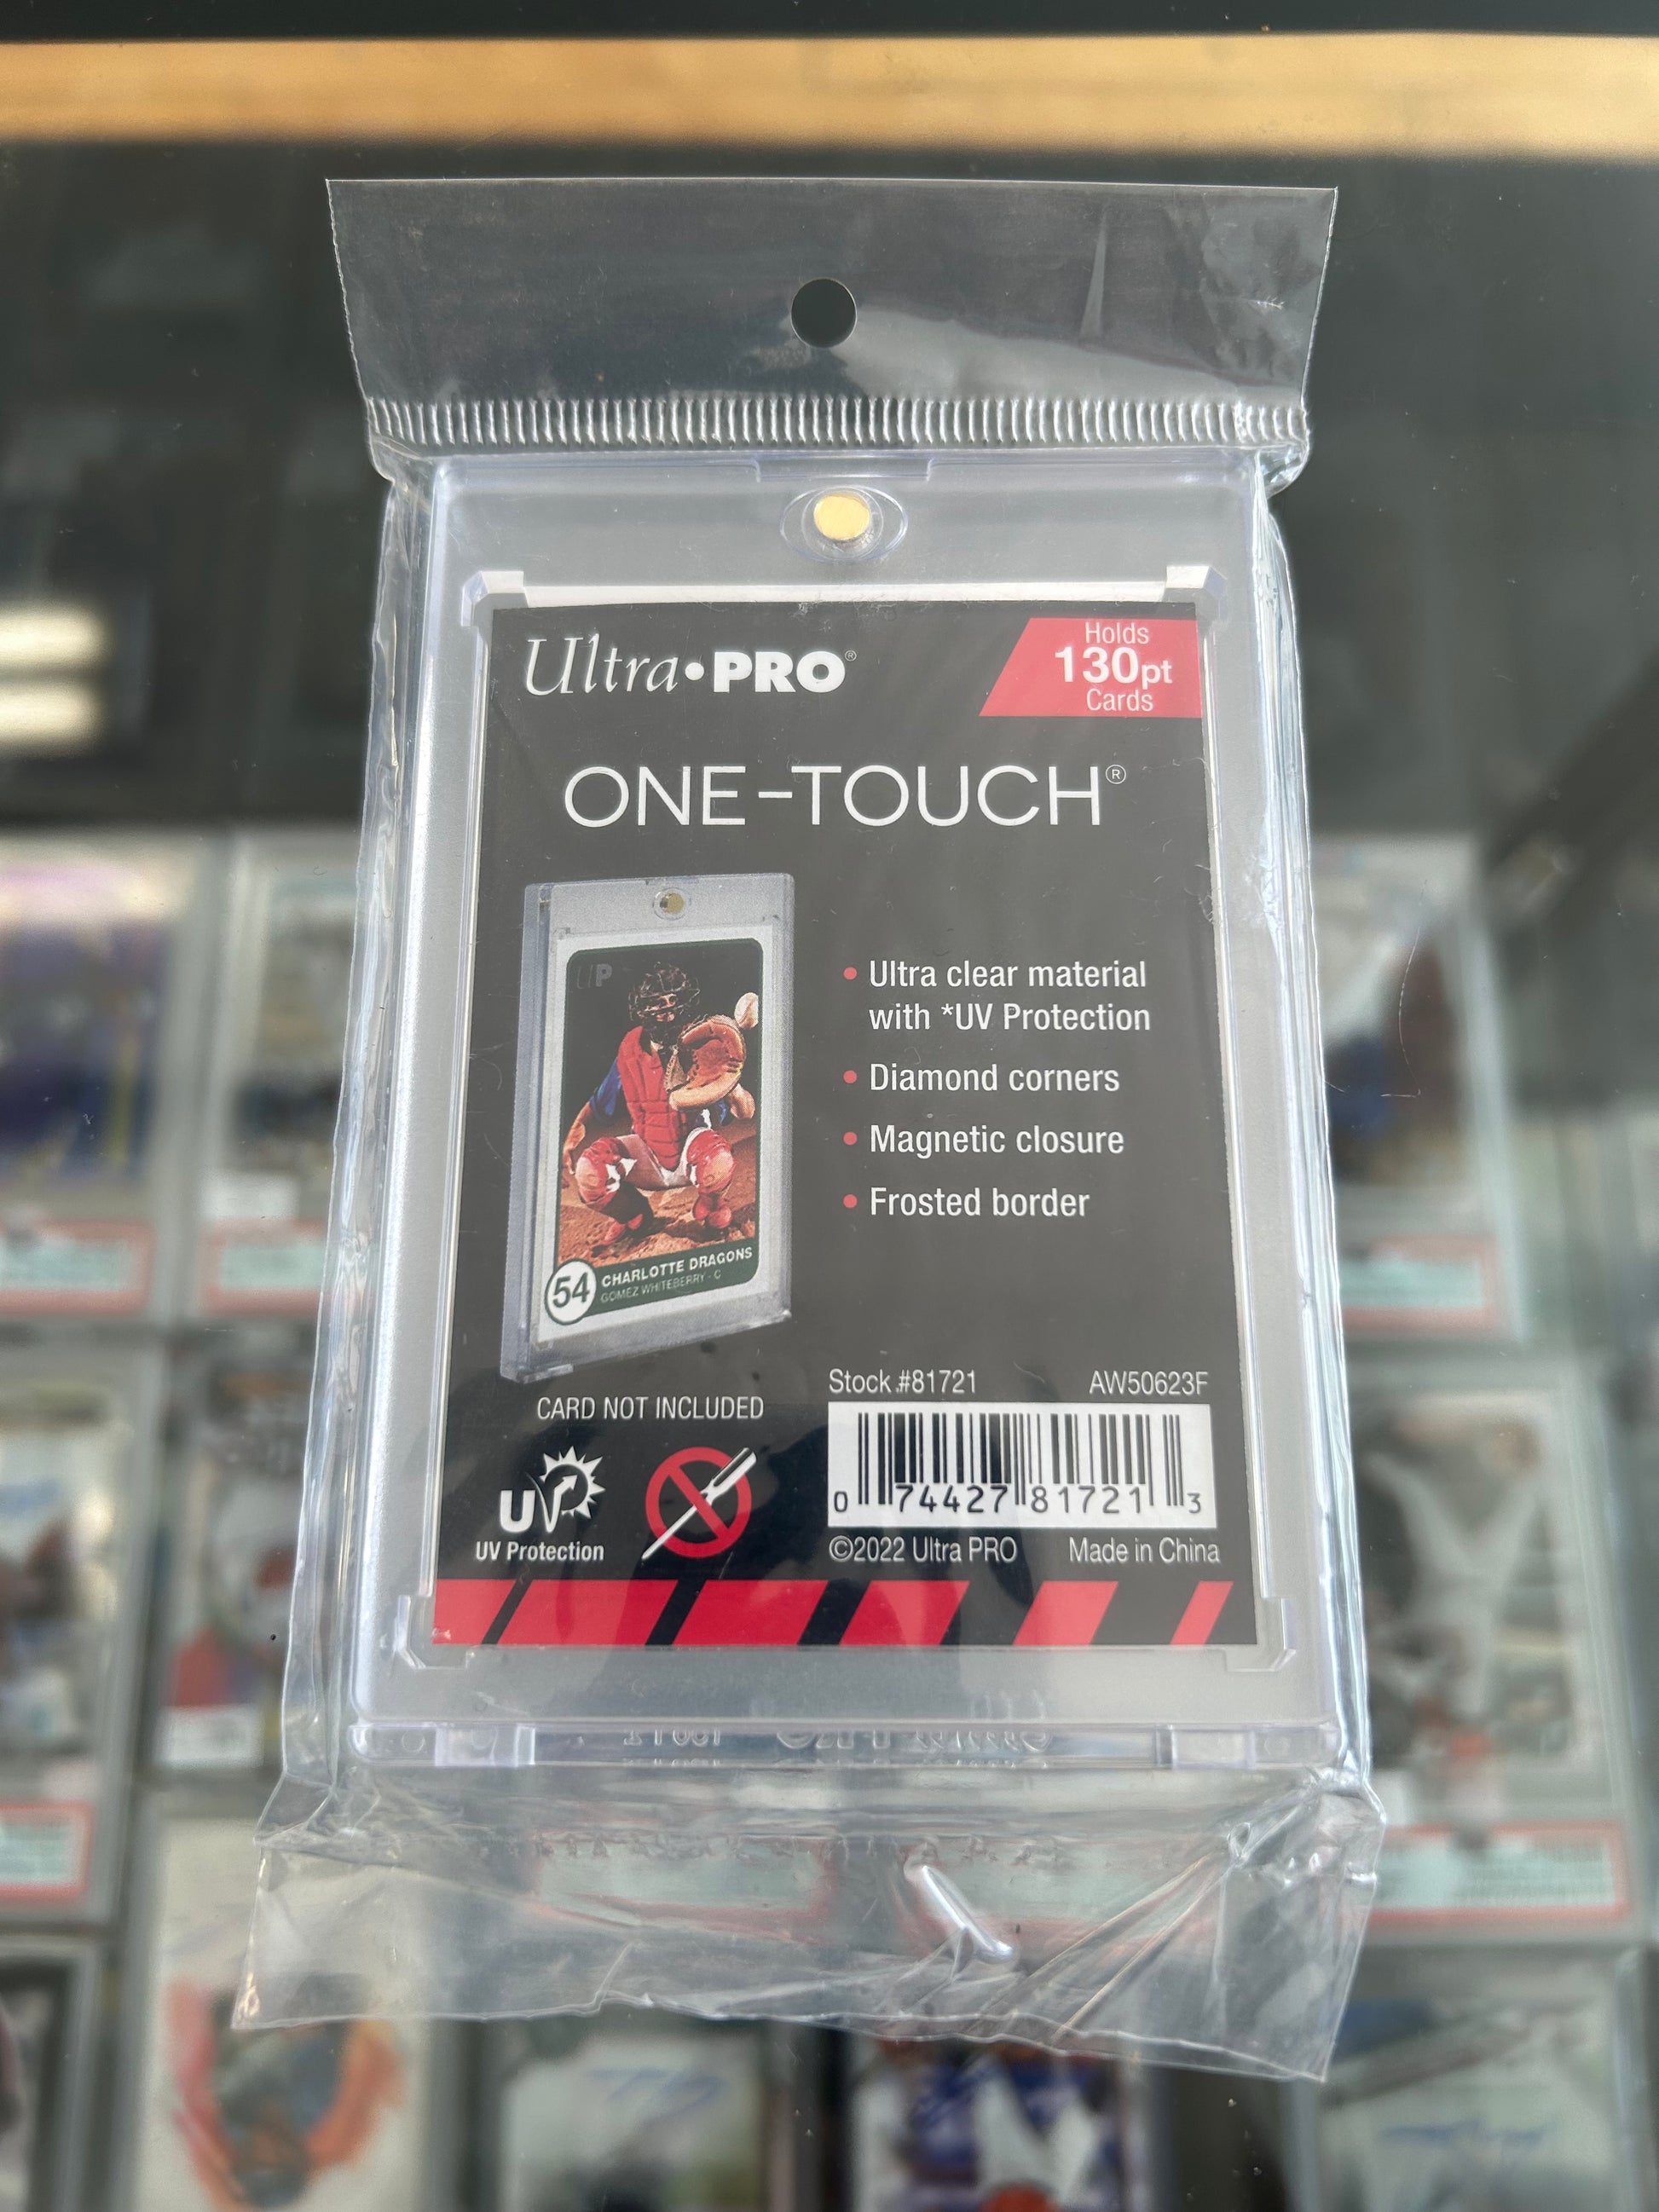 Ultra•PRO®
Holds
130pt
Cards
ONE-TOUCH®
UP
• Ultra clear material
with *UV Protection
• Diamond corners
• Magnetic closure
• Frosted border
54
CHARLOTTE DRAGONS
GOMEZ WHITEBERRY - C
CARD NOT INCLUDED
Stock #81721
AW50623F
0 74427 81721 3
UV
UV Protection
©2022 Ultra PRO
Made in China